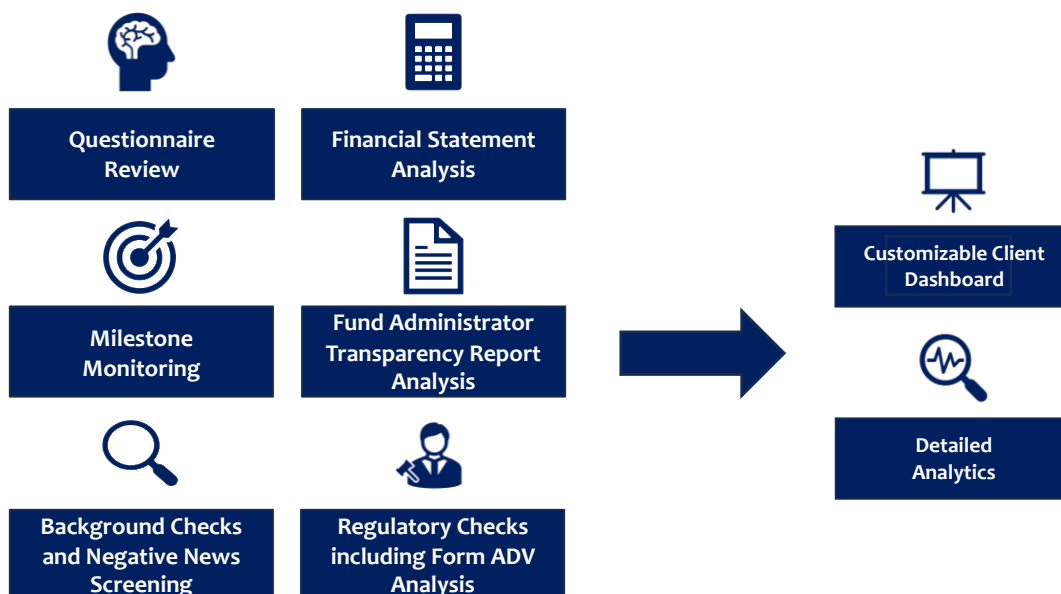 Questionnaire
Review
Financial Statement
Analysis
Milestone
Monitoring
Fund Administrator
Transparency Report
Analysis
Background Checks
and Negative News
Screening
Regulatory Checks
including Form ADV
Analysis
Customizable Client
Dashboard
Detailed
Analytics